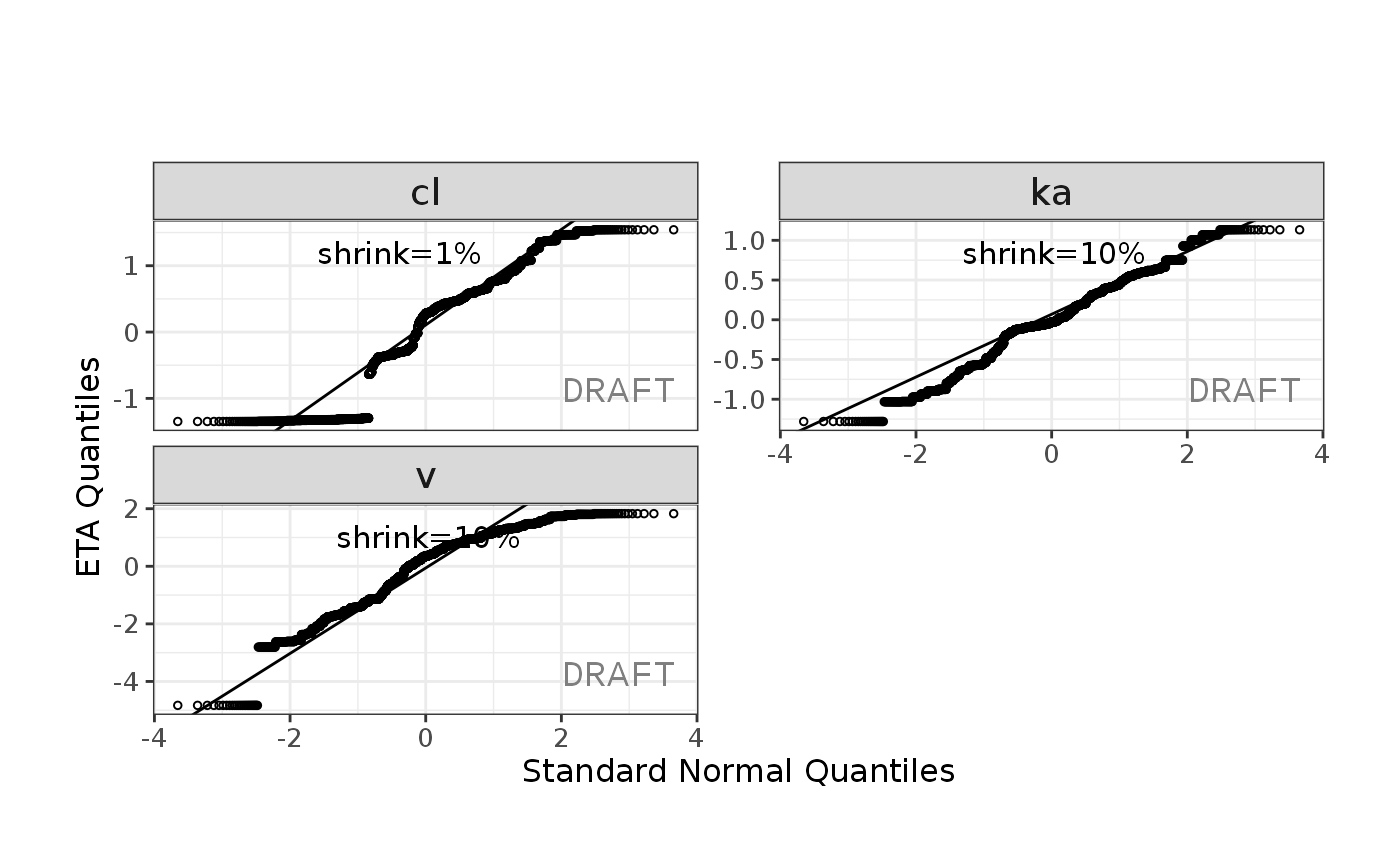 cl
shrink=1%
1
0
-1
DRAFT
ka
shrink=10%
1.0
0.5
0.0
-0.5
-1.0
DRAFT
-4 -2 0 2 4
v
shrink=10%
2
0
-2
-4
DRAFT
-4 -2 0 2 4
ETA Quantiles
Standard Normal Quantiles